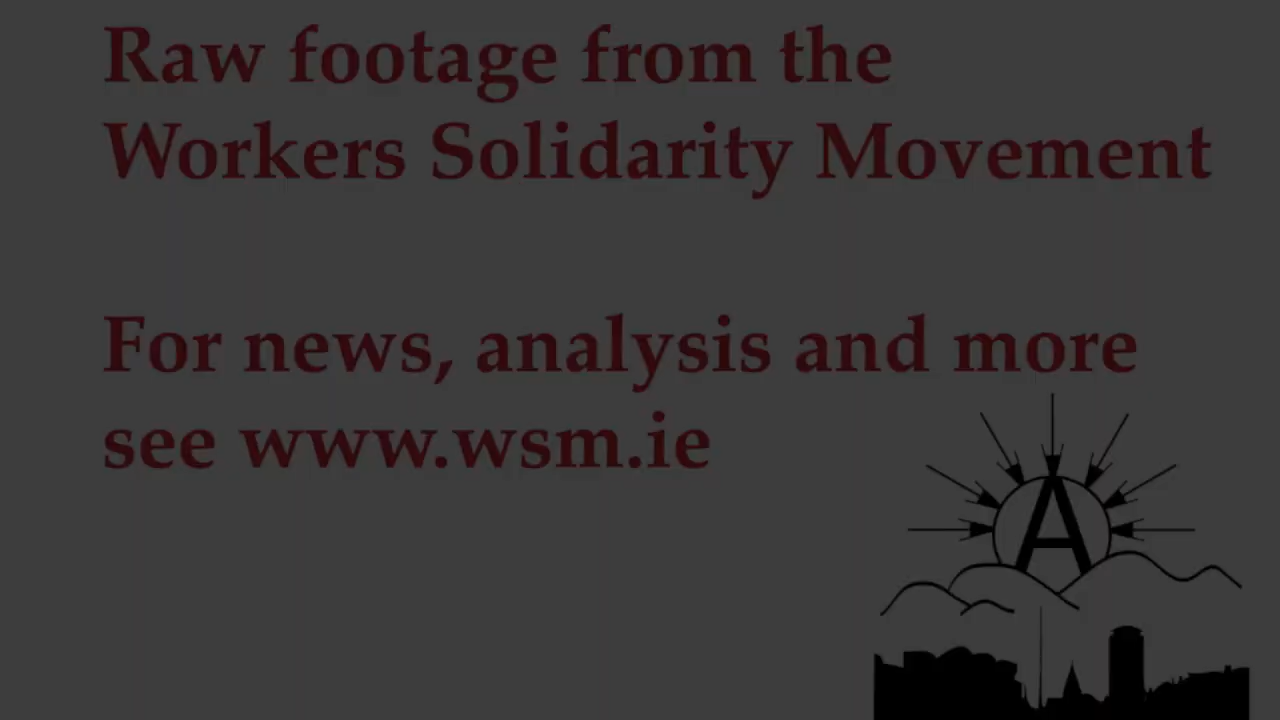 Raw footage from the
Workers Solidarity Movement
For news, analysis and more
see www.wsm.ie
A